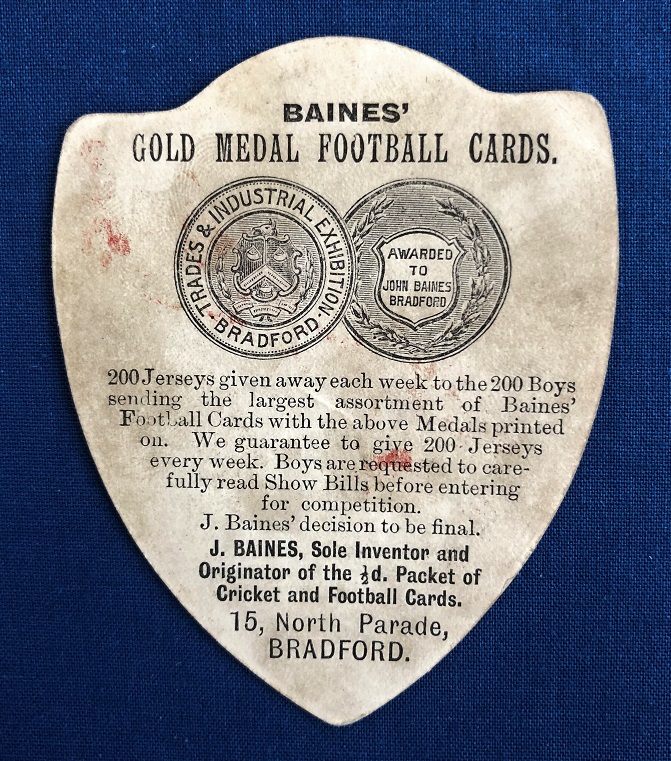 BAINES'
GOLD MEDAL FOOTBALL CARDS.
TRADES & INDUSTRIAL EXHIBITION
· BRADFORD ·
AWARDED
TO
JOHN BAINES
BRADFORD
200 Jerseys given away each week to the 200 Boys
sending the largest assortment of Baines'
Football Cards with the above Medals printed
on. We guarantee to give 200 Jerseys
every week. Boys are requested to care-
fully read Show Bills before entering
for competition.
J. Baines' decision to be final.
J. BAINES, Sole Inventor and
Originator of the ½d. Packet of
Cricket and Football Cards.
15, North Parade,
BRADFORD.